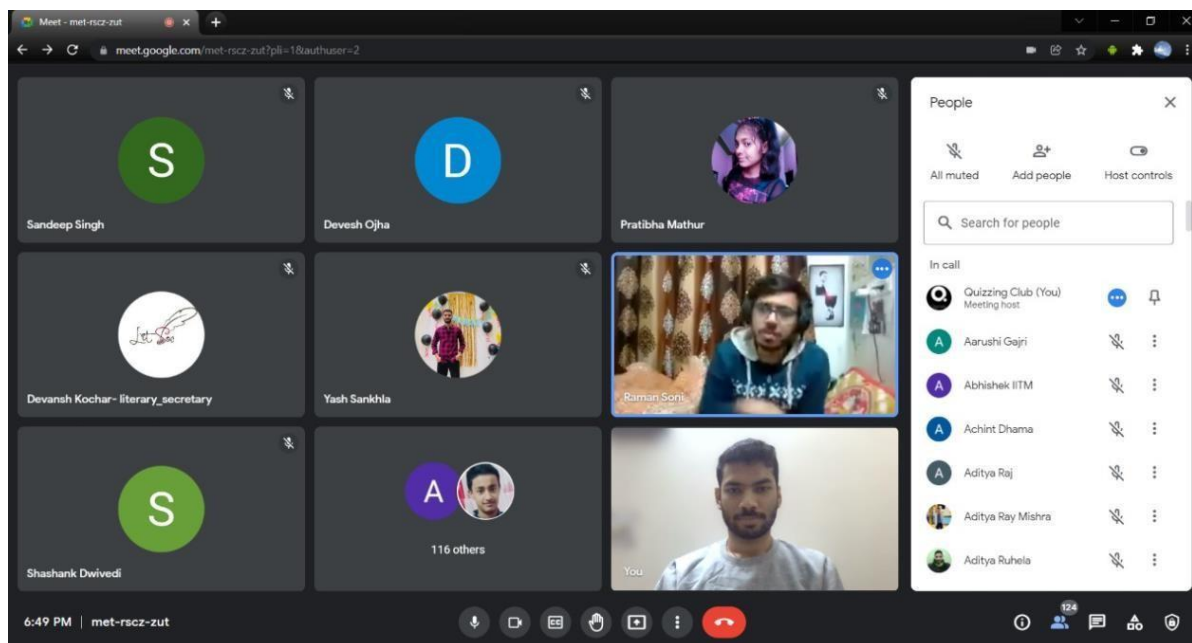 Meet - met-rscz-zut
meet.google.com/met-rscz-zut?pli=1&authuser=2
S
Sandeep Singh
D
Devesh Ojha
Pratibha Mathur
Devansh Kochar- literary_secretary
Yash Sankhla
Raman Soni
S
Shashank Dwivedi
A
116 others
You
People
All muted
Add people
Host controls
Search for people
In call
Quizzing Club (You)
Meeting host
A Aarushi Gajri
A Abhishek IITM
A Achint Dhama
A Aditya Raj
Aditya Ray Mishra
Aditya Ruhela
6:49 PM | met-rscz-zut
CC
124